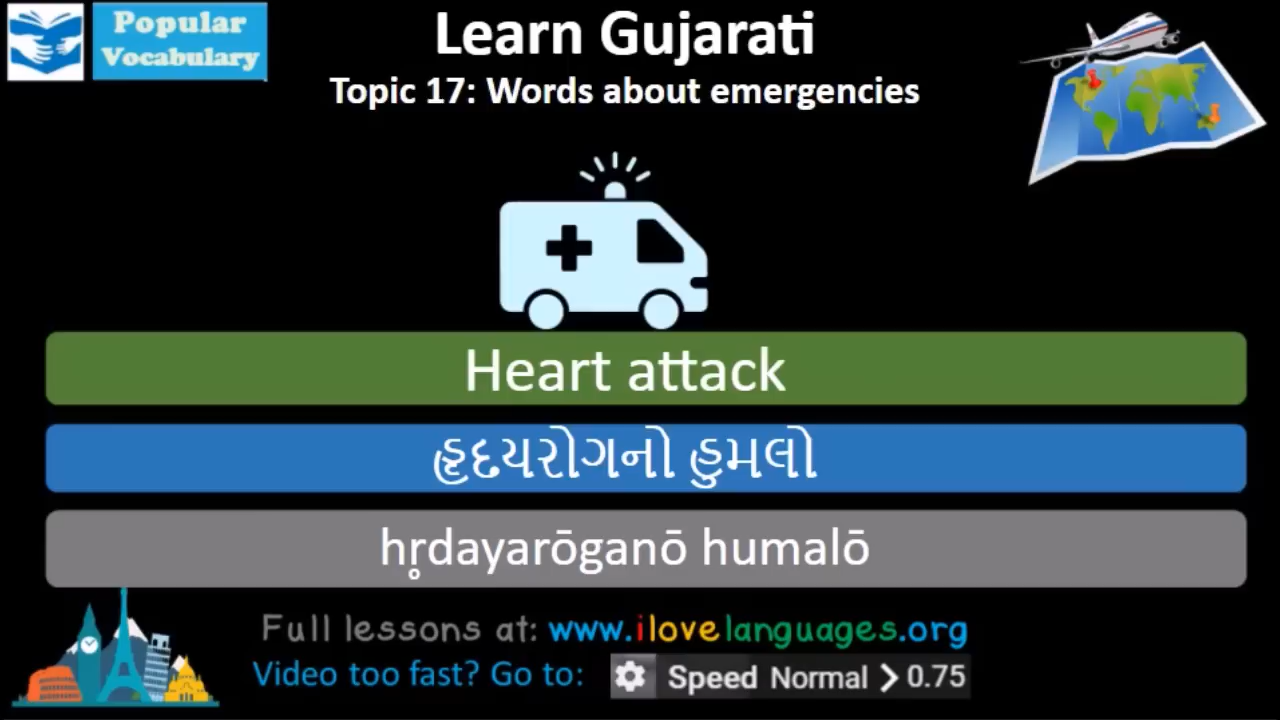 Popular
Vocabulary
Learn Gujarati
Topic 17: Words about emergencies
Heart attack
હૃદયરોગનો હુમલો
hr̥dayarōganō humalō
Full lessons at: www.ilovelanguages.org
Video too fast? Go to: Speed Normal > 0.75